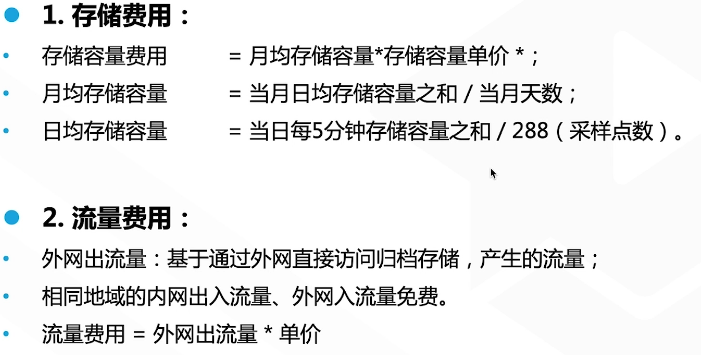 1. 存储费用：
存储容量费用 = 月均存储容量*存储容量单价 *；
月均存储容量 = 当月日均存储容量之和 / 当月天数；
日均存储容量 = 当日每5分钟存储容量之和 / 288（采样点数）。
2. 流量费用：
外网出流量：基于通过外网直接访问归档存储，产生的流量；
相同地域的内网出入流量、外网入流量免费。
流量费用 = 外网出流量 * 单价